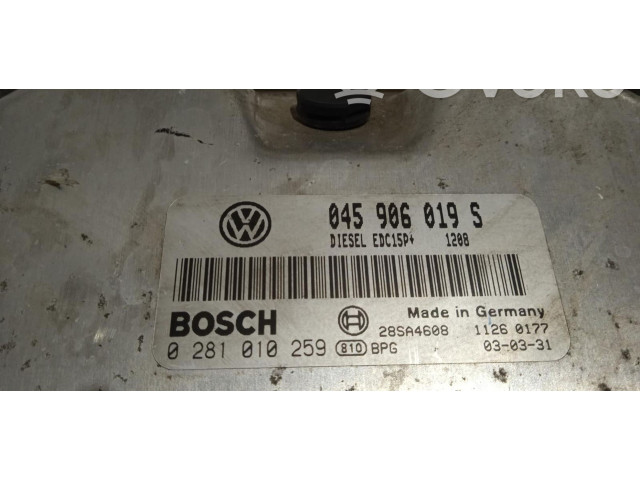 045 906 019 S
DIESEL EDC15P+ 1208
BOSCH
Made in Germany
28SA4608 1126 0177
0 281 010 259 810 BPG 03-03-31